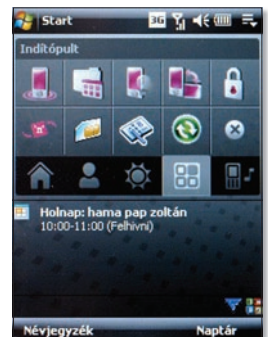 Start 3G
Indítópult
Holnap: hama pap zoltán
10:00-11:00 (Felhívni)
Névjegyzék Naptár